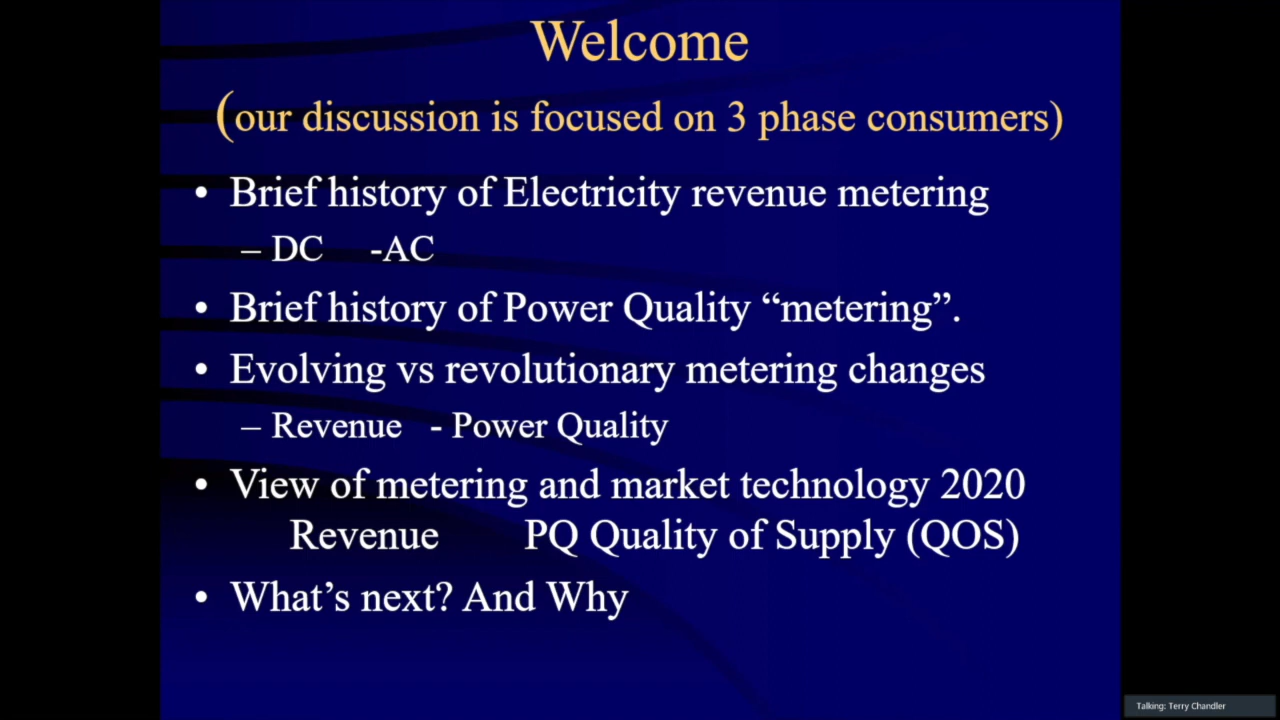 Welcome
(our discussion is focused on 3 phase consumers)
• Brief history of Electricity revenue metering
– DC -AC
• Brief history of Power Quality “metering”.
• Evolving vs revolutionary metering changes
– Revenue - Power Quality
• View of metering and market technology 2020
Revenue PQ Quality of Supply (QOS)
• What’s next? And Why
Talking: Terry Chandler